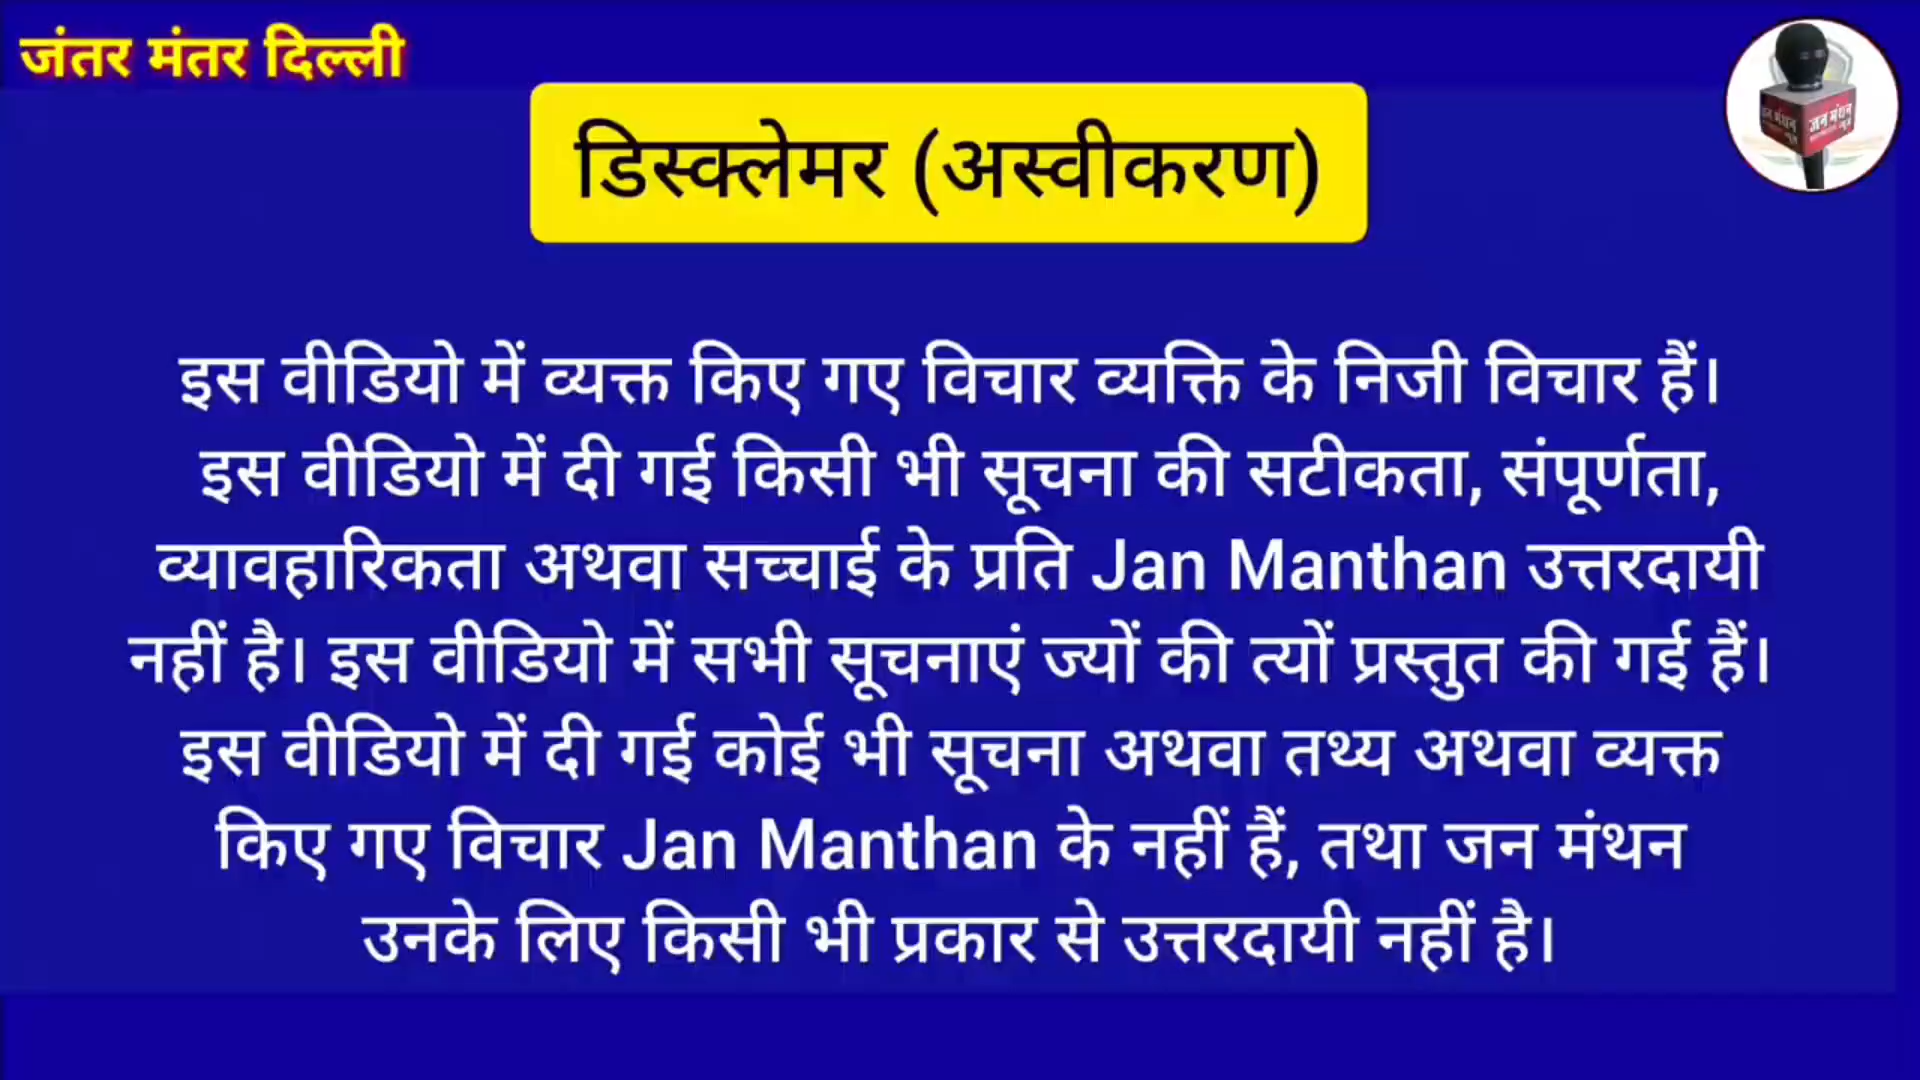 जंतर मंतर दिल्ली
डिस्क्लेमर (अस्वीकरण)
जन मंथन
इस वीडियो में व्यक्त किए गए विचार व्यक्ति के निजी विचार हैं।
इस वीडियो में दी गई किसी भी सूचना की सटीकता, संपूर्णता,
व्यावहारिकता अथवा सच्चाई के प्रति Jan Manthan उत्तरदायी
नहीं है। इस वीडियो में सभी सूचनाएं ज्यों की त्यों प्रस्तुत की गई हैं।
इस वीडियो में दी गई कोई भी सूचना अथवा तथ्य अथवा व्यक्त
किए गए विचार Jan Manthan के नहीं हैं, तथा जन मंथन
उनके लिए किसी भी प्रकार से उत्तरदायी नहीं है।